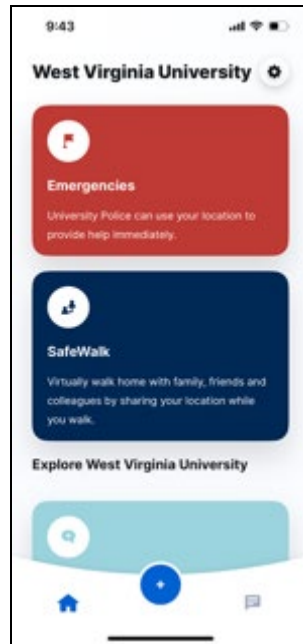 9:43
West Virginia University
Emergencies
University Police can use your location to
provide help immediately.
SafeWalk
Virtually walk home with family, friends and
colleagues by sharing your location while
you walk.
Explore West Virginia University